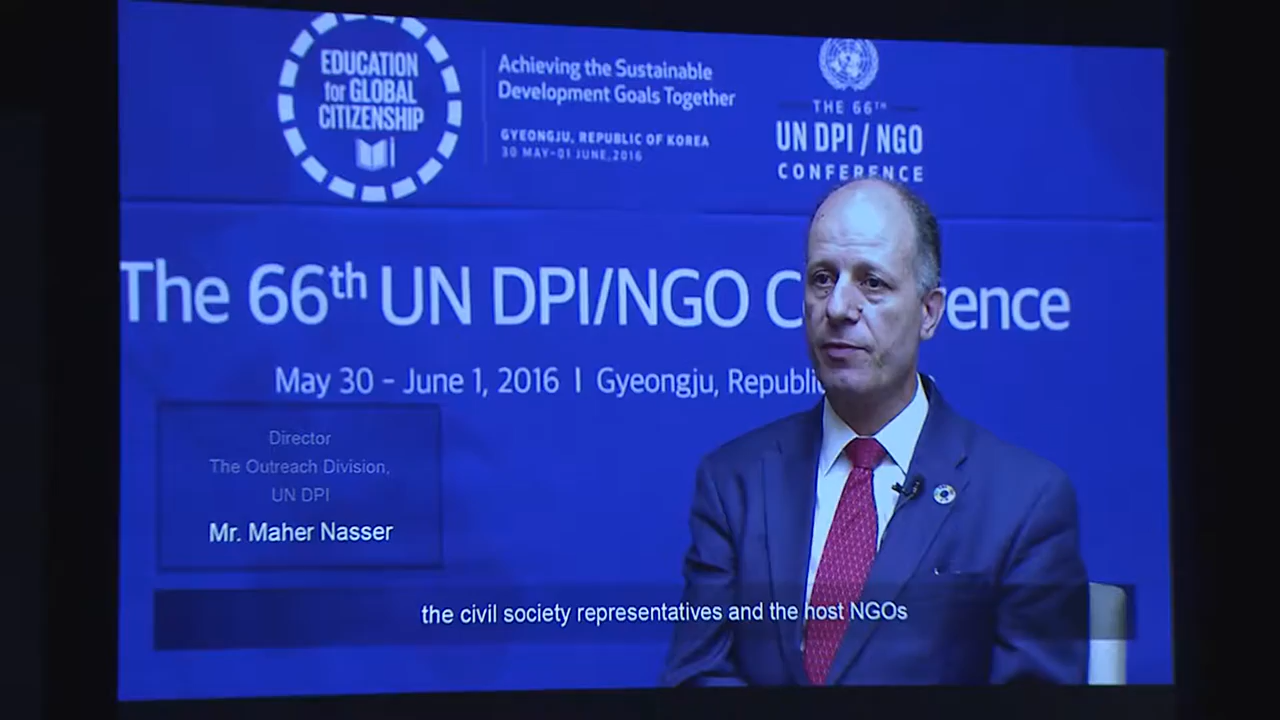 EDUCATION
for GLOBAL
CITIZENSHIP
Achieving the Sustainable
Development Goals Together
GYEONGJU, REPUBLIC OF KOREA
30 MAY-01 JUNE, 2016
THE 66TH
UN DPI / NGO
CONFERENCE
The 66th UN DPI/NGO C ence
May 30 - June 1, 2016 | Gyeongju, Republi
Director
The Outreach Division,
UN DPI
Mr. Maher Nasser
the civil society representatives and the host NGOs